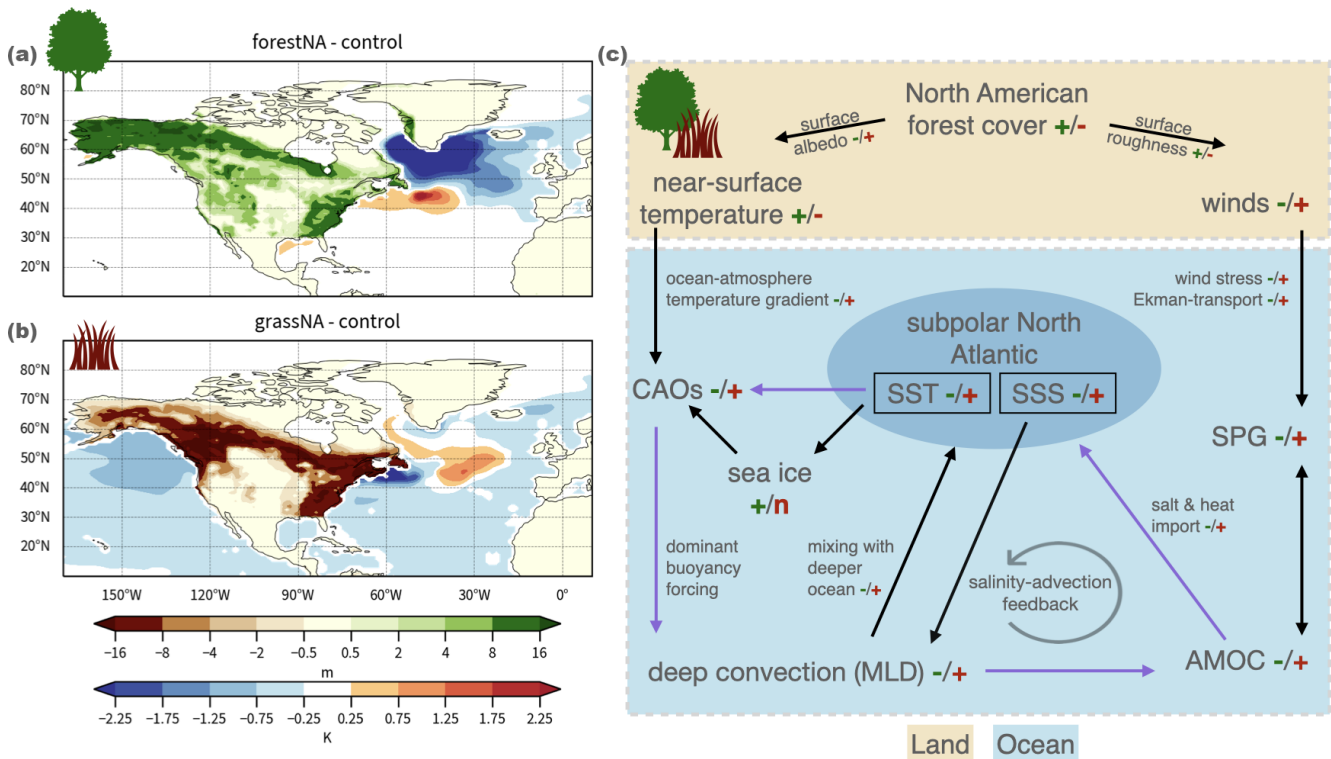 (a)
forestNA - control
90°N
80°N
70°N
60°N
50°N
40°N
30°N
20°N
(b)
grassNA - control
90°N
80°N
70°N
60°N
50°N
40°N
30°N
20°N
150°W 120°W 90°W 60°W 30°W 0°
−16 −8 −4 −2 −0.5 0.5 2 4 8 16
m
−2.25 −1.75 −1.25 −0.75 −0.25 0.25 0.75 1.25 1.75 2.25
K
(c)
North American
forest cover +/-
surface
albedo -/+
surface
roughness +/-
near-surface
temperature +/-
winds -/+
ocean-atmosphere
temperature gradient -/+
wind stress -/+
Ekman-transport -/+
subpolar North
Atlantic
SST -/+
SSS -/+
CAOs -/+
sea ice
+/n
SPG -/+
salt & heat
import -/+
dominant
buoyancy
forcing
mixing with
deeper
ocean -/+
salinity-advection
feedback
deep convection (MLD) -/+
AMOC -/+
Land
Ocean